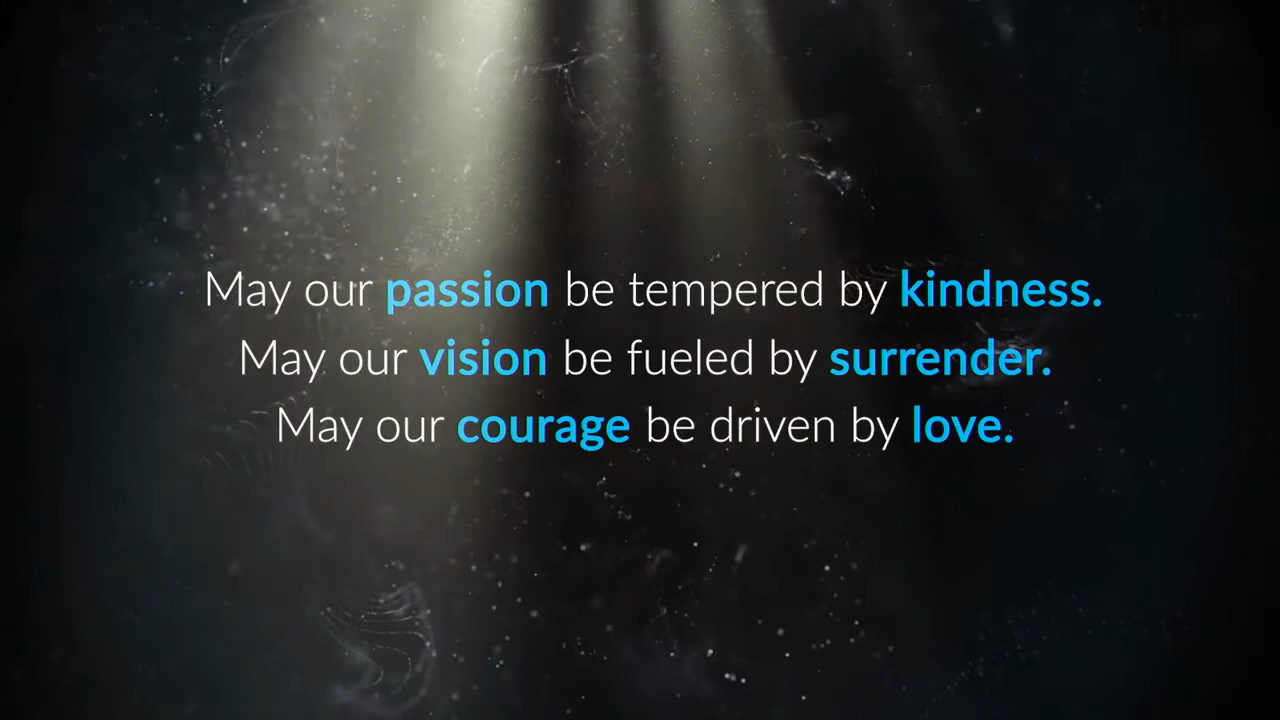 May our passion be tempered by kindness.
May our vision be fueled by surrender.
May our courage be driven by love.